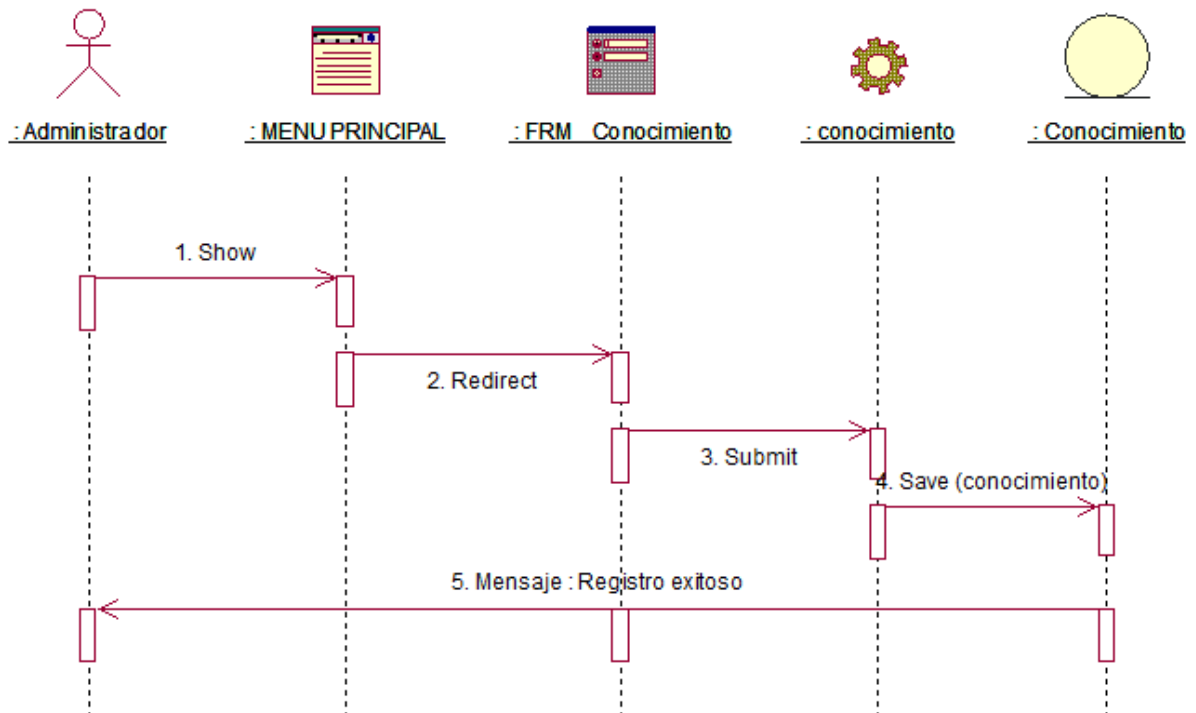 : Administrador
: MENU PRINCIPAL
: FRM Conocimiento
: conocimiento
: Conocimiento
1. Show
2. Redirect
3. Submit
4. Save (conocimiento)
5. Mensaje : Registro exitoso